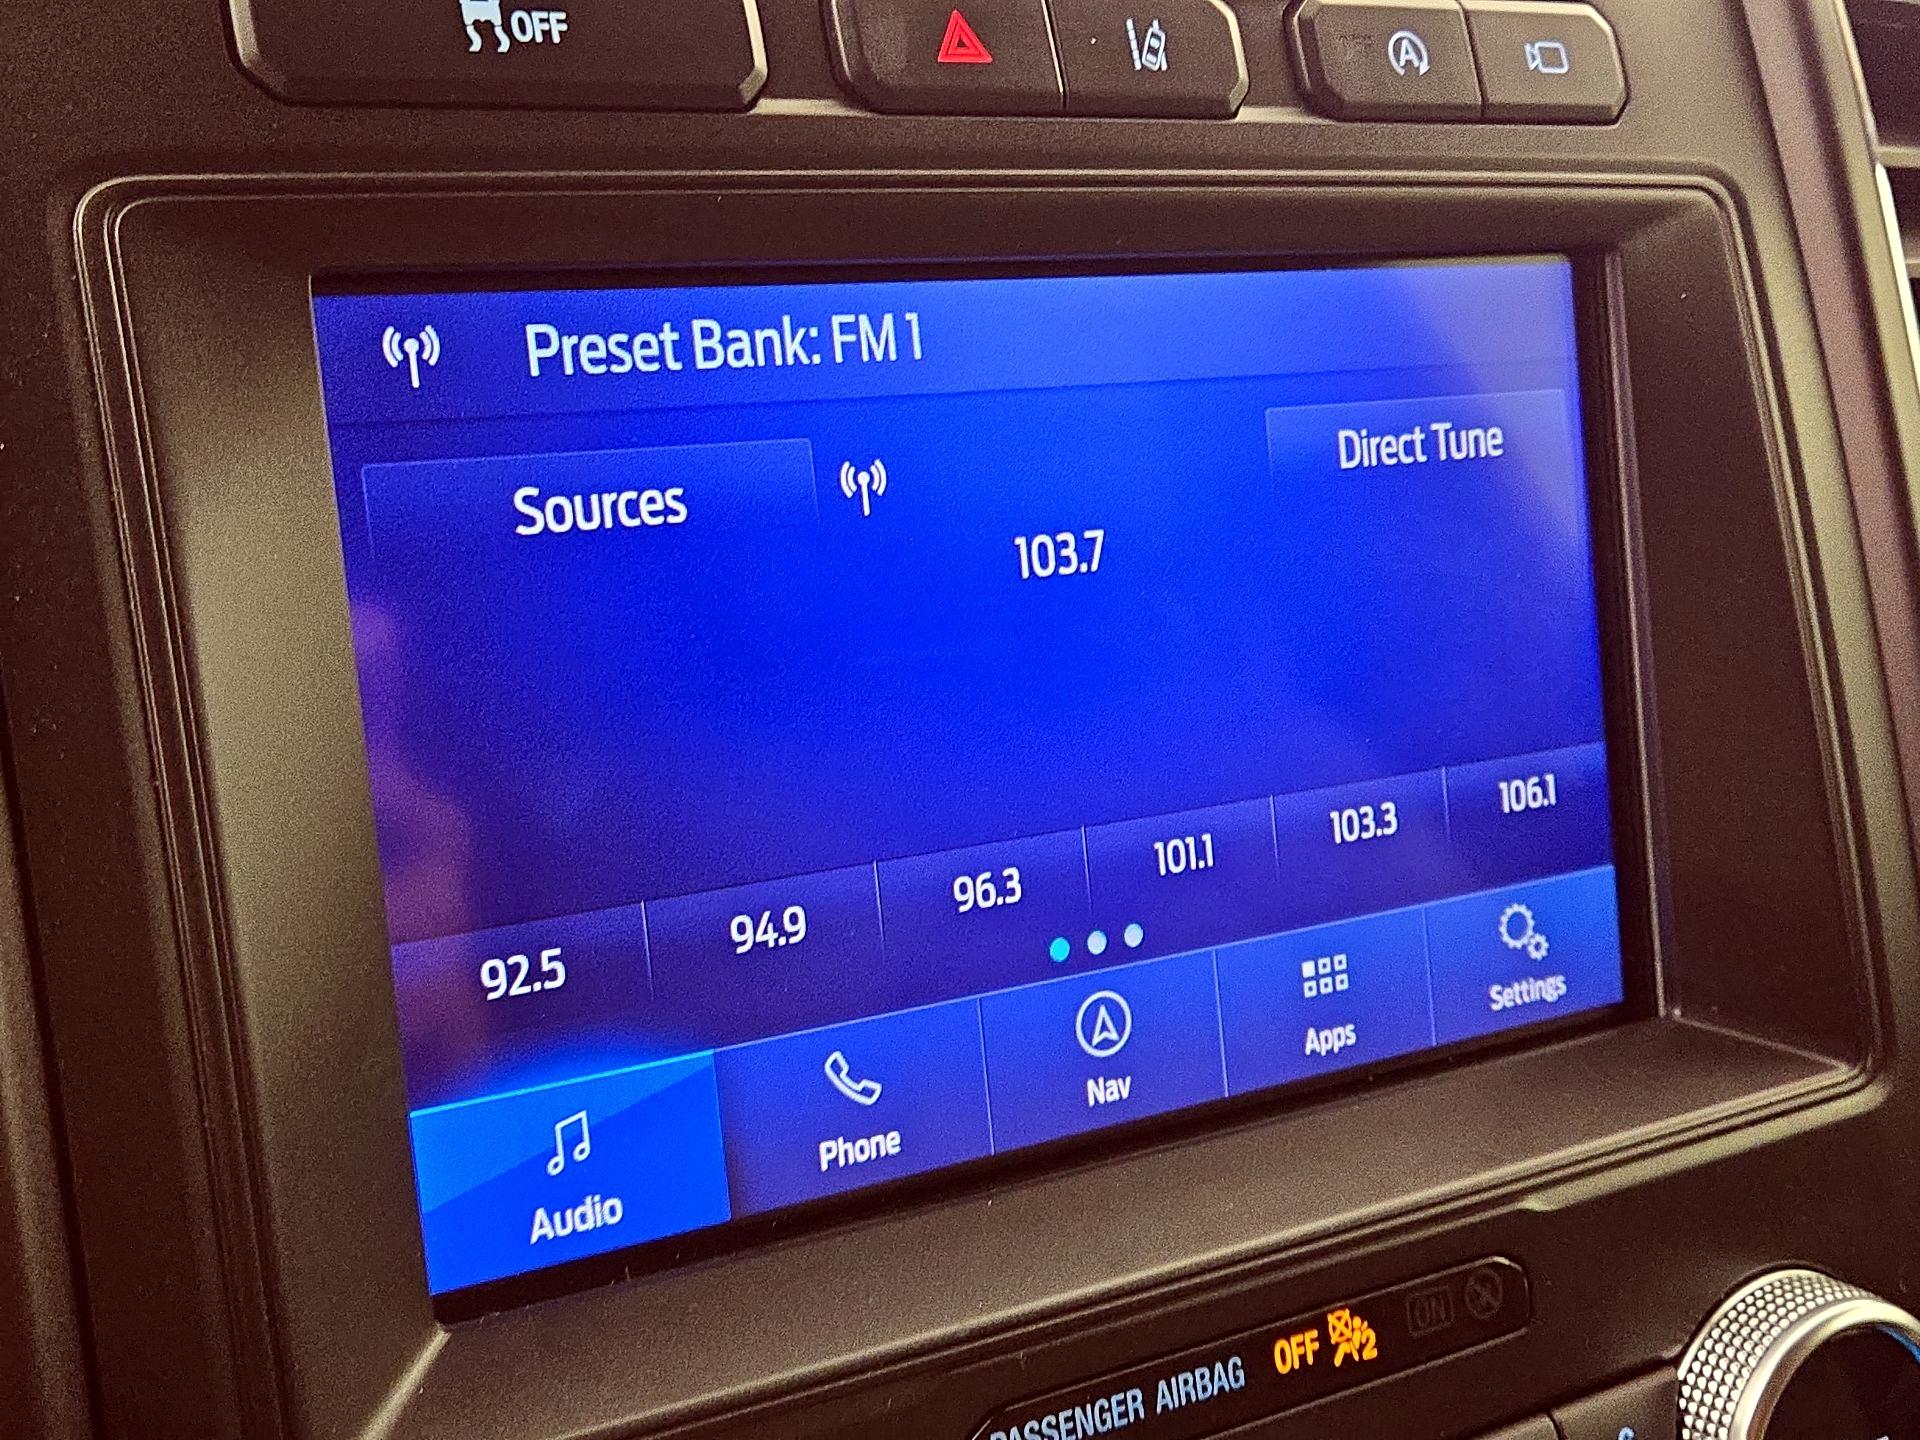 OFF
A
Preset Bank: FM 1
Direct Tune
Sources
103.7
92.5 94.9 96.3 101.1 103.3 106.1
Audio Phone Nav Apps Settings
PASSENGER AIRBAG OFF 2 ON